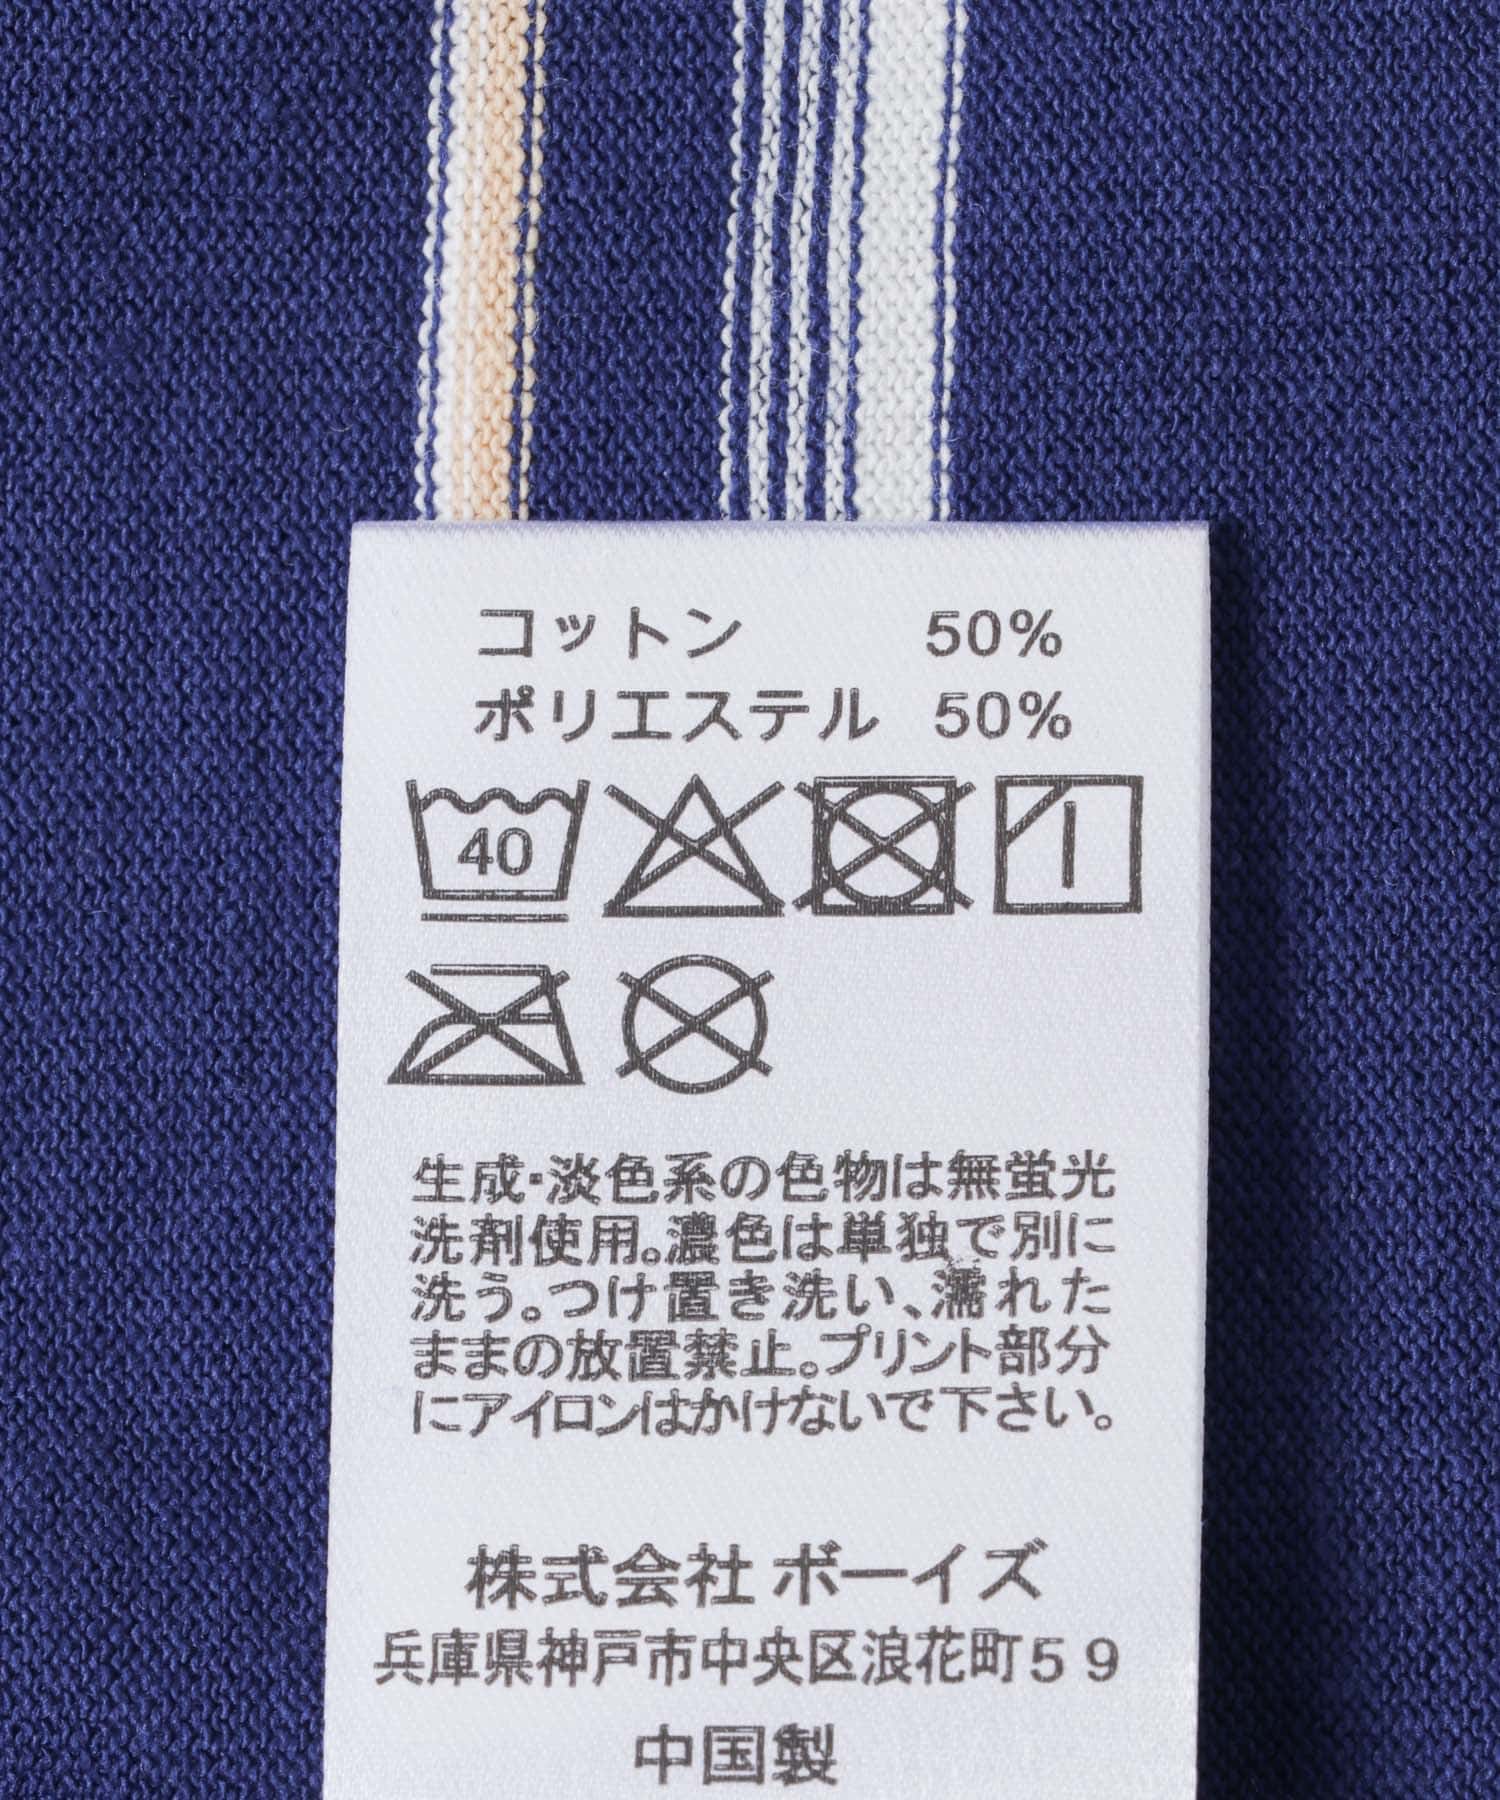 コットン 50%
ポリエステル 50%
40
生成・淡色系の色物は無蛍光
洗剤使用。濃色は単独で別に
洗う。つけ置き洗い、濡れた
ままの放置禁止。プリント部分
にアイロンはかけないで下さい。
株式会社 ボーイズ
兵庫県神戸市中央区浪花町59
中国製